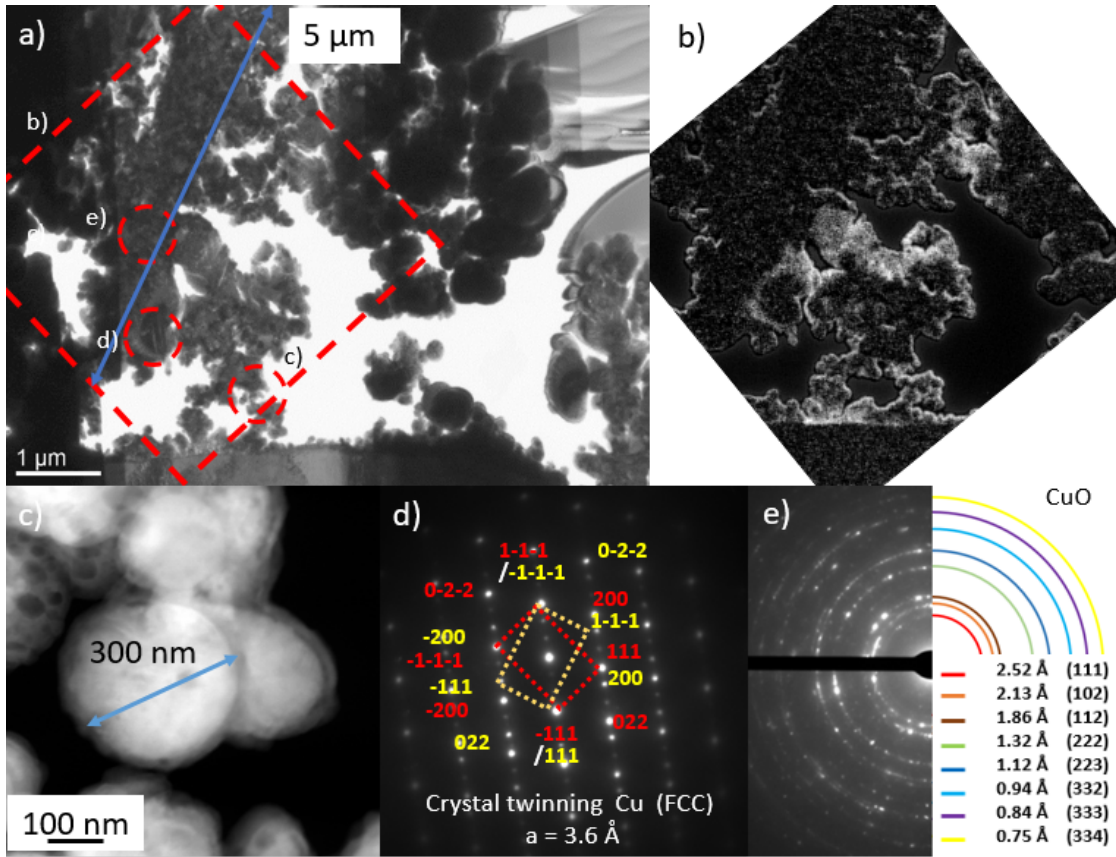 a)
5 µm
b)
e)
d)
c)
1 µm
b)
c)
300 nm
100 nm
d)
1-1-1
/-1-1-1
0-2-2
0-2-2
200
1-1-1
-200
-1-1-1
111
200
-111
-200
022
022
-111
/111
Crystal twinning Cu (FCC)
a = 3.6 Å
e)
CuO
2.52 Å (111)
2.13 Å (102)
1.86 Å (112)
1.32 Å (222)
1.12 Å (223)
0.94 Å (332)
0.84 Å (333)
0.75 Å (334)